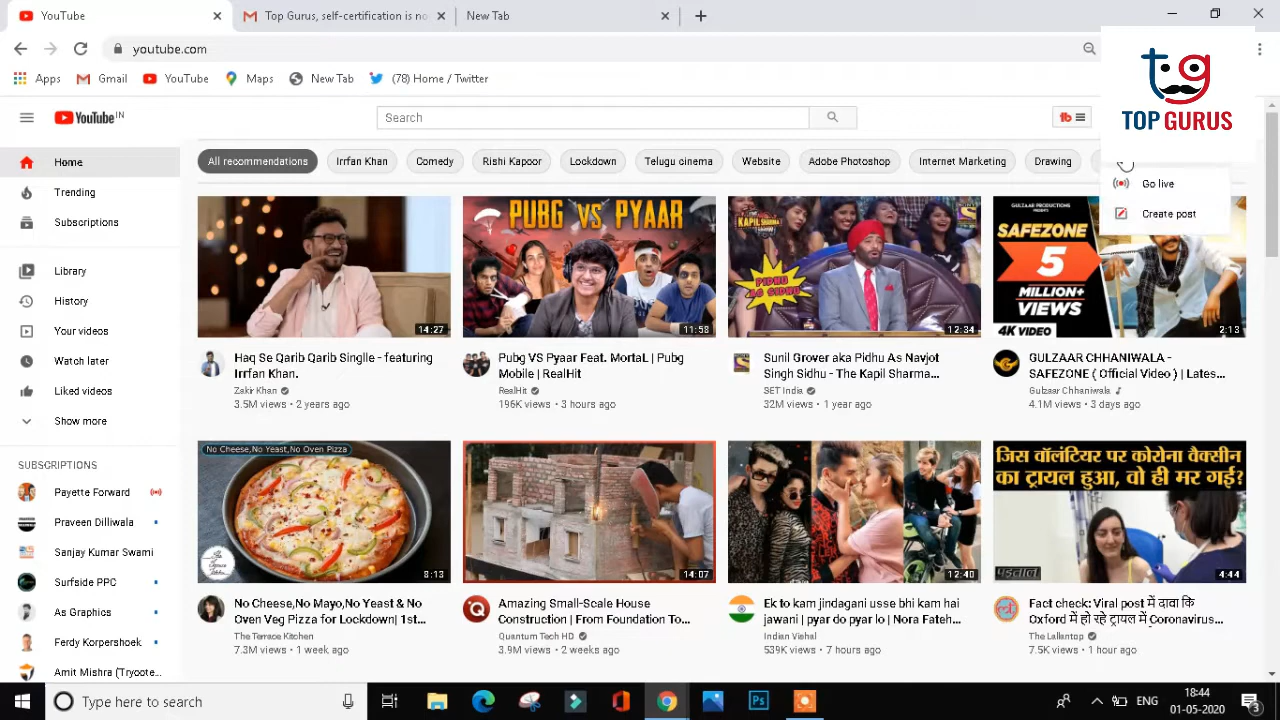 YouTube
Top Gurus, self-certification is no
New Tab
youtube.com
Apps
Gmail
YouTube
Maps
New Tab
(78) Home / Twitter
TOP GURUS
YouTube IN
Search
Home
Trending
Subscriptions
Library
History
Your videos
Watch later
Liked videos
Show more
SUBSCRIPTIONS
Payette Forward
Praveen Dilliwala
Sanjay Kumar Swami
Surfside PPC
As Graphics
Ferdy Korpershoek
Amit Mishra (Tryoote...
All recommendations
Irrfan Khan
Comedy
Rishi Kapoor
Lockdown
Telugu cinema
Website
Adobe Photoshop
Internet Marketing
Drawing
Go live
Create post
14:27
Haq Se Qarib Qarib Singlle - featuring
Irrfan Khan.
Zakir Khan
3.5M views • 2 years ago
PUBG VS PYAAR
11:58
Pubg VS Pyaar Feat. MortaL | Pubg
Mobile | RealHit
RealHit
196K views • 3 hours ago
KAPIL SHARMA
PIDHU
AS SIDHU
12:34
Sunil Grover aka Pidhu As Navjot
Singh Sidhu - The Kapil Sharma...
SET India
32M views • 1 year ago
GULZAAR PRODUCTIONS
PRESENTS
SAFEZONE
5
MILLION+
VIEWS
4K VIDEO
2:13
GULZAAR CHHANIWALA -
SAFEZONE ( Official Video ) | Lates...
Gulzaar Chhaniwala
4.1M views • 3 days ago
No Cheese,No Yeast,No Oven Pizza
8:13
No Cheese,No Mayo,No Yeast & No
Oven Veg Pizza for Lockdown| 1st...
The Terrace Kitchen
7.3M views • 1 week ago
14:07
Amazing Small-Scale House
Construction | From Foundation To...
Quantum Tech HD
3.9M views • 2 weeks ago
12:40
Ek to kam jindagani usse bhi kam hai
jawani | pyar do pyar lo | Nora Fateh...
Indian Vishal
539K views • 7 hours ago
जिस वॉलंटियर पर कोरोना वैक्सीन
का ट्रायल हुआ, वो ही मर गई?
पड़ताल
4:44
Fact check: Viral post में दावा कि
Oxford में हो रहे ट्रायल में Coronavirus...
The Lallantop
7.5K views • 1 hour ago
Type here to search
ENG
18:44
01-05-2020
3